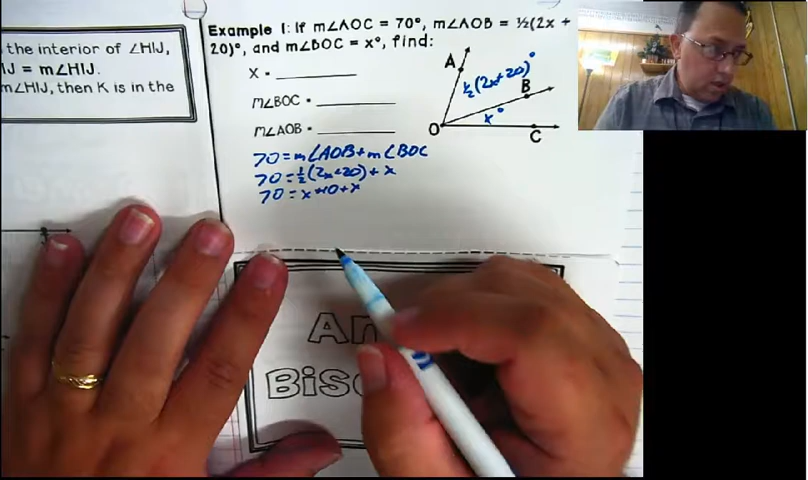 the interior of ∠HIJ,
IJ = m∠HIJ.
m∠HIJ, then K is in the
Example 1: If m∠AOC = 70°, m∠AOB = ½(2x +
20)°, and m∠BOC = x°, find:
x = 
m∠BOC =
m∠AOB =
A
½(2x+20)°
B
x°
O
C
70 = m∠AOB + m∠BOC
70 = ½(2x+20) + x
70 = x+10+x
An
Bis